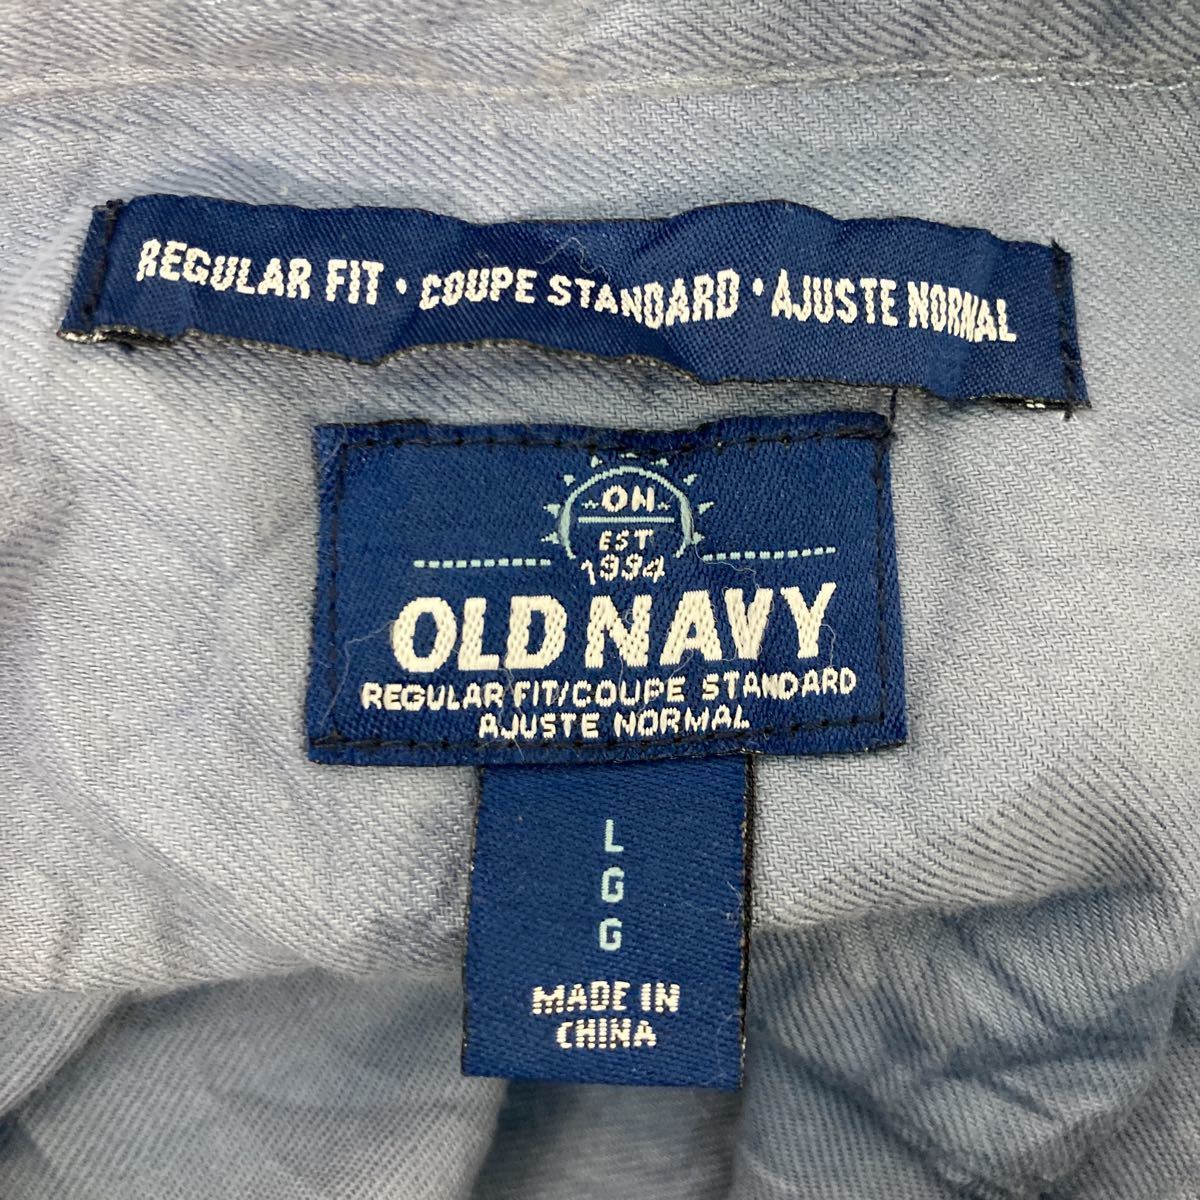 REGULAR FIT • COUPE STANDARD • AJUSTE NORMAL
ON
EST
1994
OLD NAVY
REGULAR FIT/COUPE STANDARD
AJUSTE NORMAL
L
G
G
MADE IN
CHINA